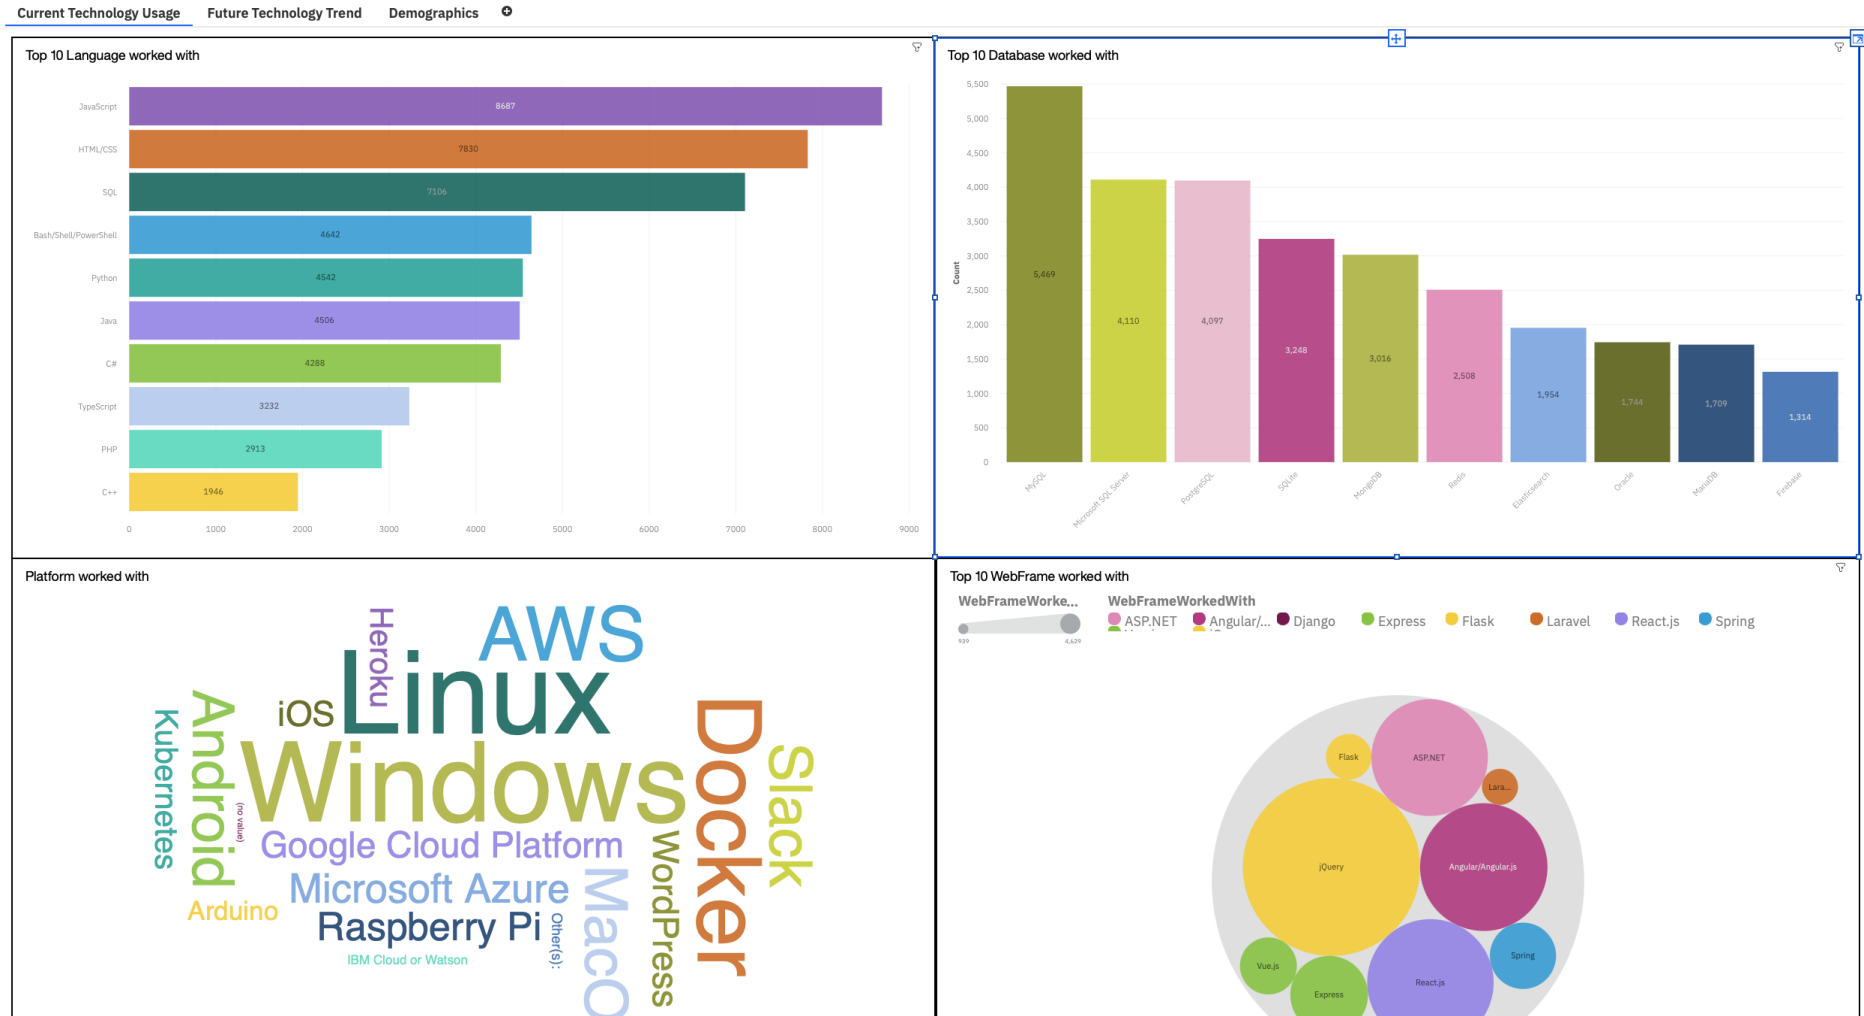 Current Technology Usage
Future Technology Trend
Demographics
Top 10 Language worked with
JavaScript
8687
HTML/CSS
7830
SQL
7106
Bash/Shell/PowerShell
4642
Python
4542
Java
4506
C#
4288
TypeScript
3232
PHP
2913
C++
1946
0 1000 2000 3000 4000 5000 6000 7000 8000 9000
Top 10 Database worked with
Count
5,500
5,000
4,500
4,000
3,500
3,000
2,500
2,000
1,500
1,000
500
0
5,469
4,110
4,097
3,248
3,016
2,508
1,954
1,744
1,709
1,314
MySQL
Microsoft SQL Server
PostgreSQL
SQLite
MongoDB
Redis
Elasticsearch
Oracle
MariaDB
Firebase
Platform worked with
Heroku
AWS
Linux
iOS
Kubernetes
Android
(no value)
Windows
Docker
Slack
Google Cloud Platform
Microsoft Azure
WordPress
MacO
Arduino
Raspberry Pi
Other(s):
IBM Cloud or Watson
Top 10 WebFrame worked with
WebFrameWorke...
939
4,629
WebFrameWorkedWith
ASP.NET
Angular/...
Django
Express
Flask
Laravel
React.js
Spring
Flask
ASP.NET
Lara...
jQuery
Angular/Angular.js
Vue.js
Express
React.js
Spring